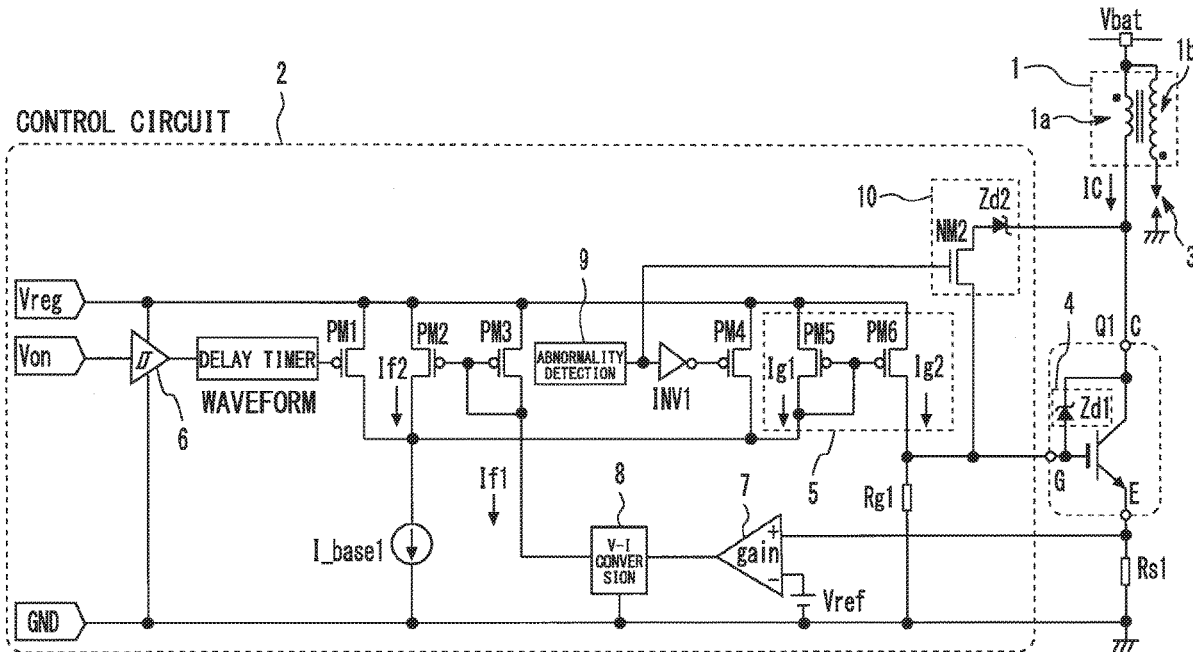 Vbat
1
1b
1a
2
CONTROL CIRCUIT
IC
3
10
Zd2
NM2
9
Vreg
Von
DELAY TIMER
WAVEFORM
6
PM1
PM2
PM3
ABNORMALITY
DETECTION
INV1
PM4
PM5
PM6
If2
Ig1
Ig2
5
Q1
C
4
Zd1
G
E
If1
8
7
Rg1
I_base1
V-I
CONVER
SION
gain
+
−
Vref
Rs1
GND